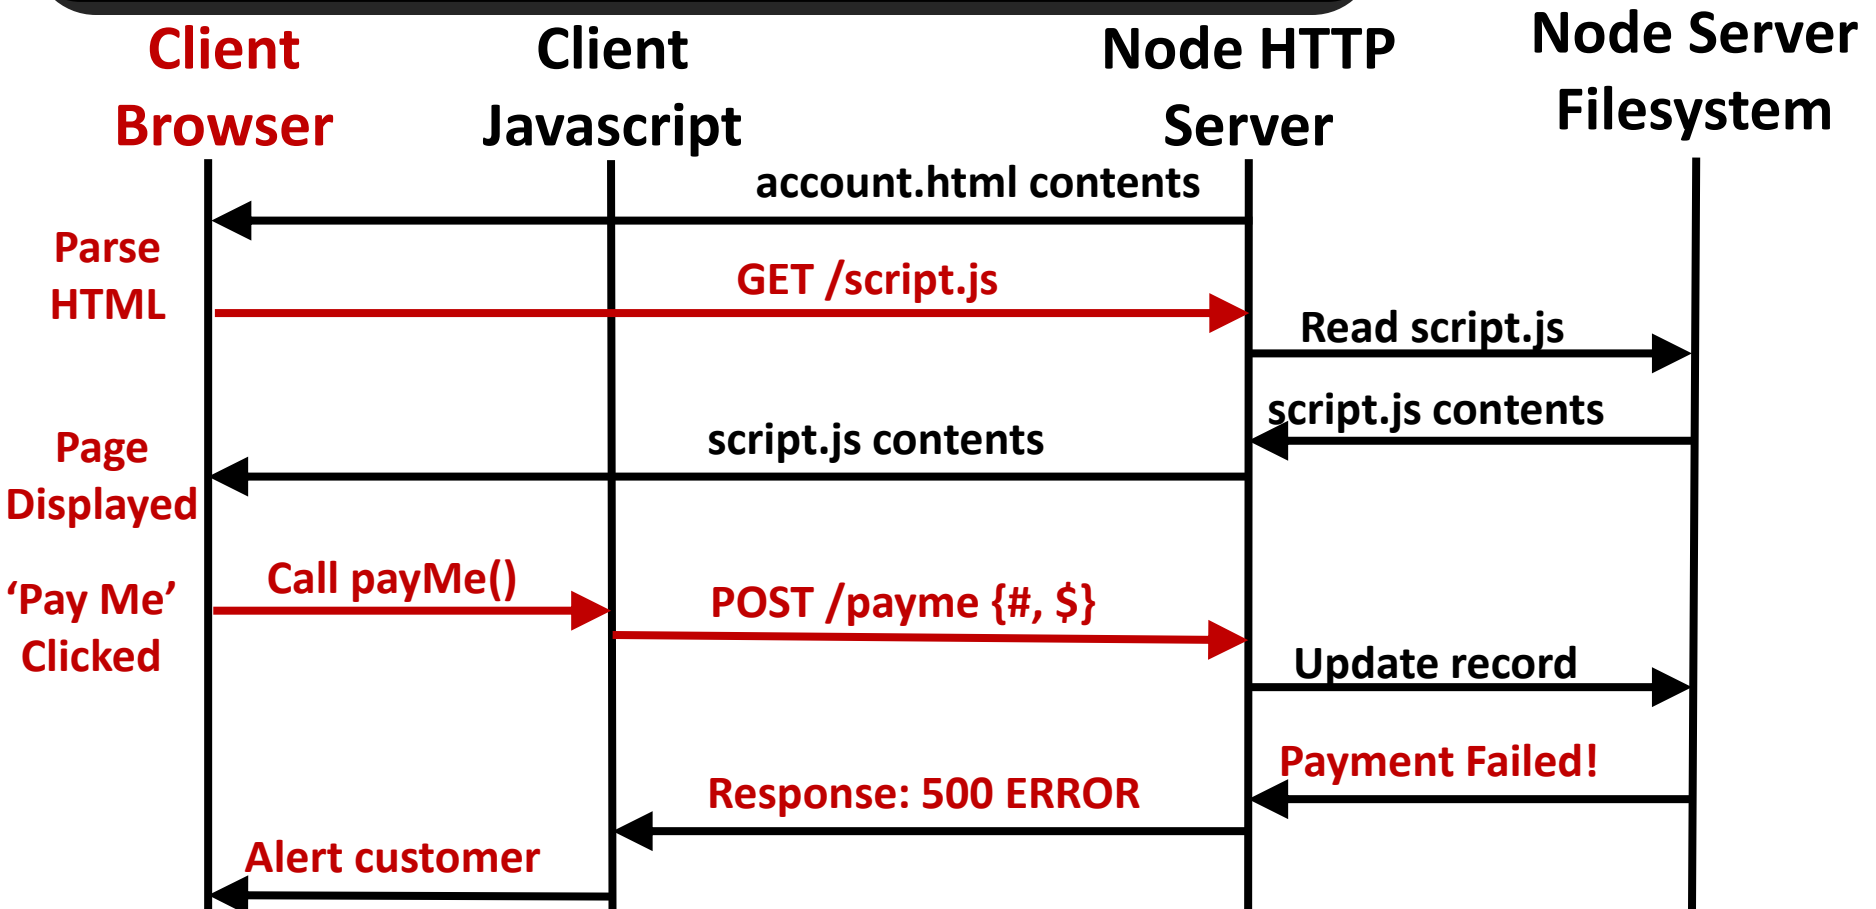 Client
Browser
Client
Javascript
Node HTTP
Server
Node Server
Filesystem
account.html contents
Parse
HTML
GET /script.js
Read script.js
script.js contents
script.js contents
Page
Displayed
‘Pay Me’
Clicked
Call payMe()
POST /payme {#, $}
Update record
Payment Failed!
Response: 500 ERROR
Alert customer